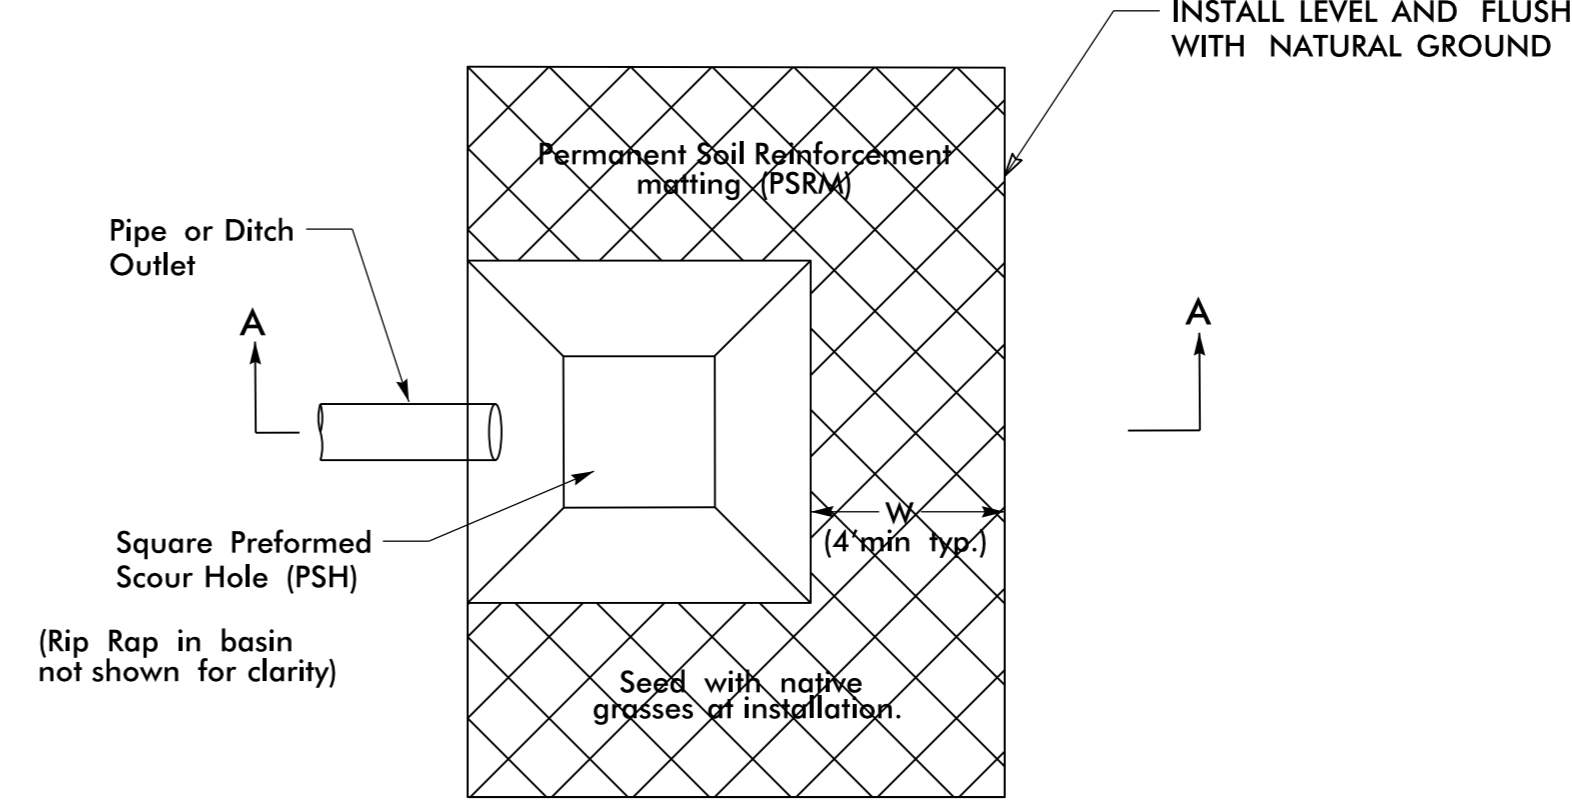 INSTALL LEVEL AND FLUSH
WITH NATURAL GROUND
Permanent Soil Reinforcement
matting (PSRM)
Pipe or Ditch
Outlet
A
A
W
(4'min typ.)
Square Preformed
Scour Hole (PSH)
(Rip Rap in basin
not shown for clarity)
Seed with native
grasses at installation.